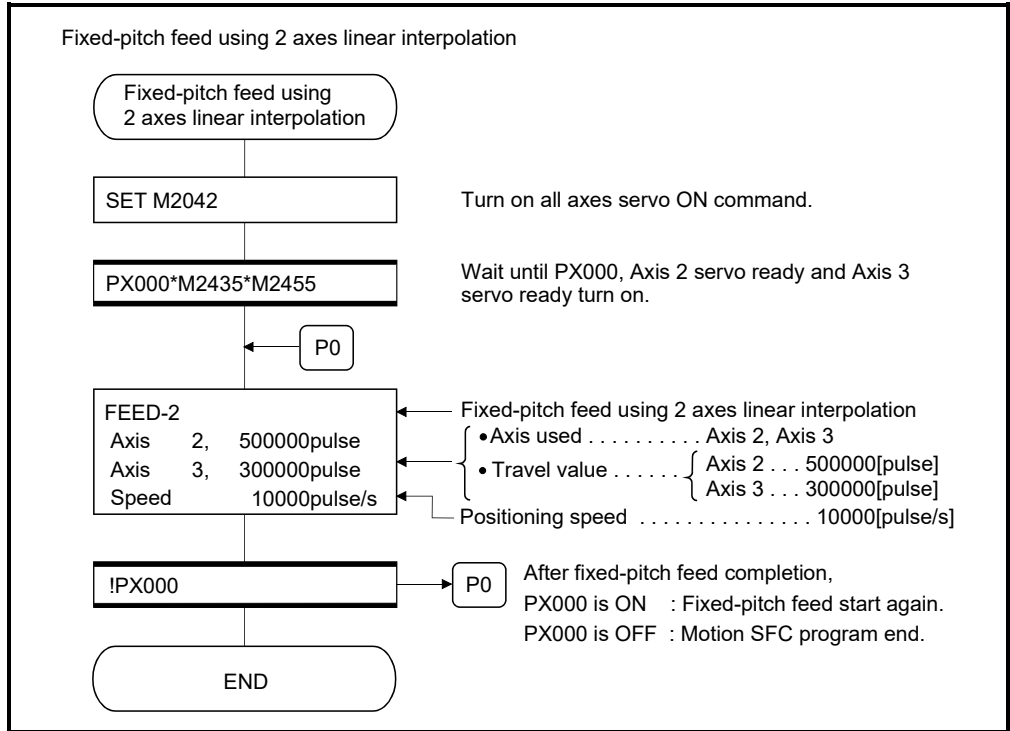 Fixed-pitch feed using 2 axes linear interpolation
Fixed-pitch feed using
2 axes linear interpolation
SET M2042
Turn on all axes servo ON command.
PX000*M2435*M2455
Wait until PX000, Axis 2 servo ready and Axis 3
servo ready turn on.
P0
FEED-2
Axis 2, 500000pulse
Axis 3, 300000pulse
Speed 10000pulse/s
Fixed-pitch feed using 2 axes linear interpolation
•Axis used . . . . . . . . . . Axis 2, Axis 3
• Travel value . . . . . . Axis 2 . . . 500000[pulse]
Axis 3 . . . 300000[pulse]
Positioning speed . . . . . . . . . . . . . . . 10000[pulse/s]
!PX000
P0
After fixed-pitch feed completion,
PX000 is ON : Fixed-pitch feed start again.
PX000 is OFF : Motion SFC program end.
END